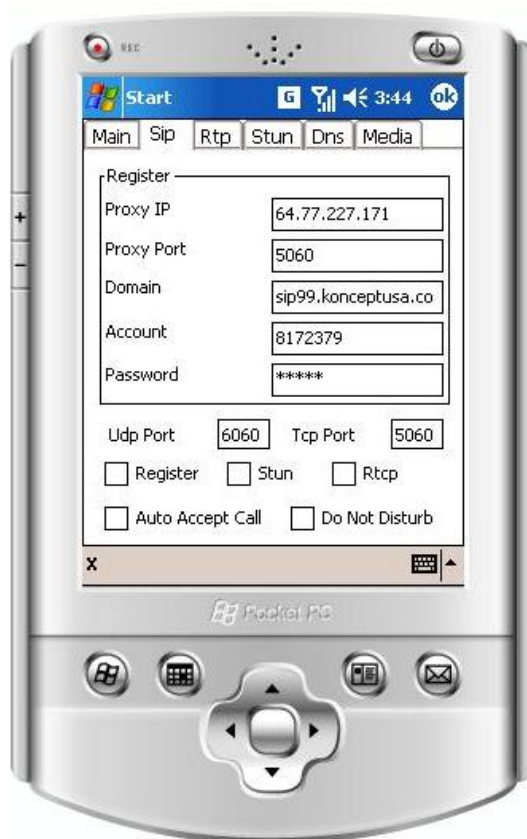 REC
Start G 3:44 ok
Main Sip Rtp Stun Dns Media
Register
Proxy IP 64.77.227.171
Proxy Port 5060
Domain sip99.konceptusa.co
Account 8172379
Password *****
Udp Port 6060 Tcp Port 5060
Register Stun Rtcp
Auto Accept Call Do Not Disturb
x
Pocket PC